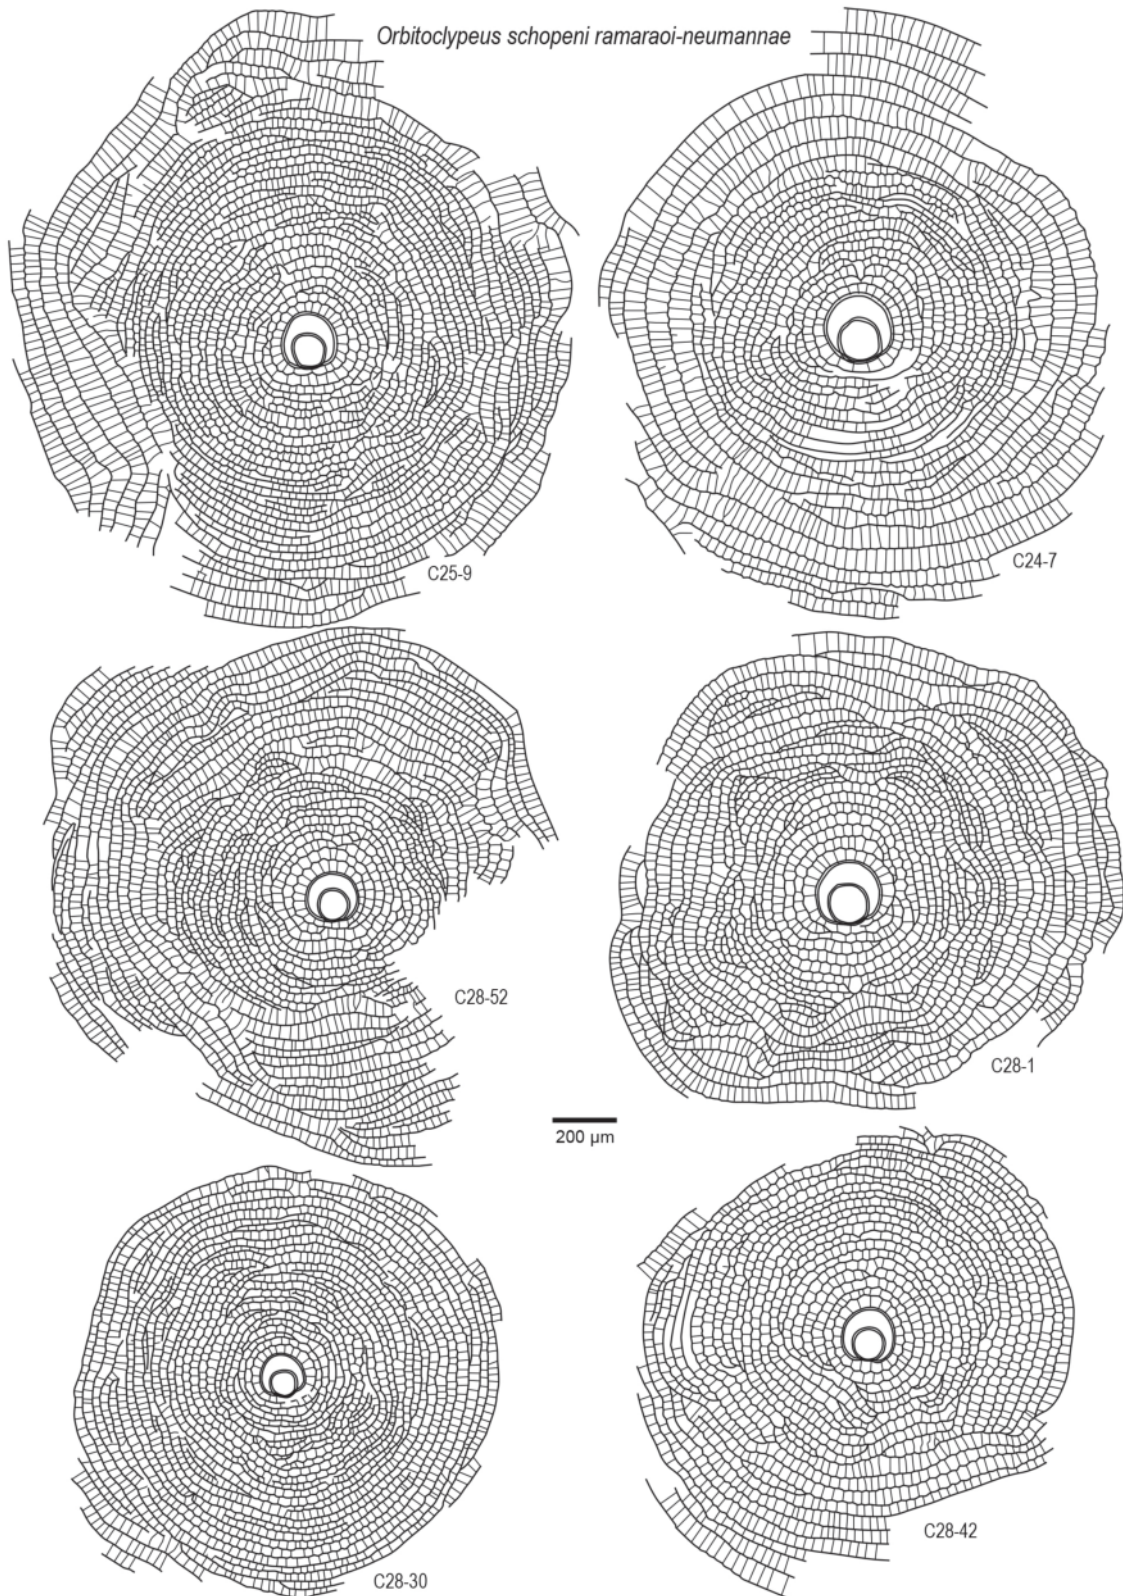 Orbitoclypeus schopeni ramaraoi-neumannae
C25-9
C24-7
C28-52
C28-1
200 µm
C28-30
C28-42